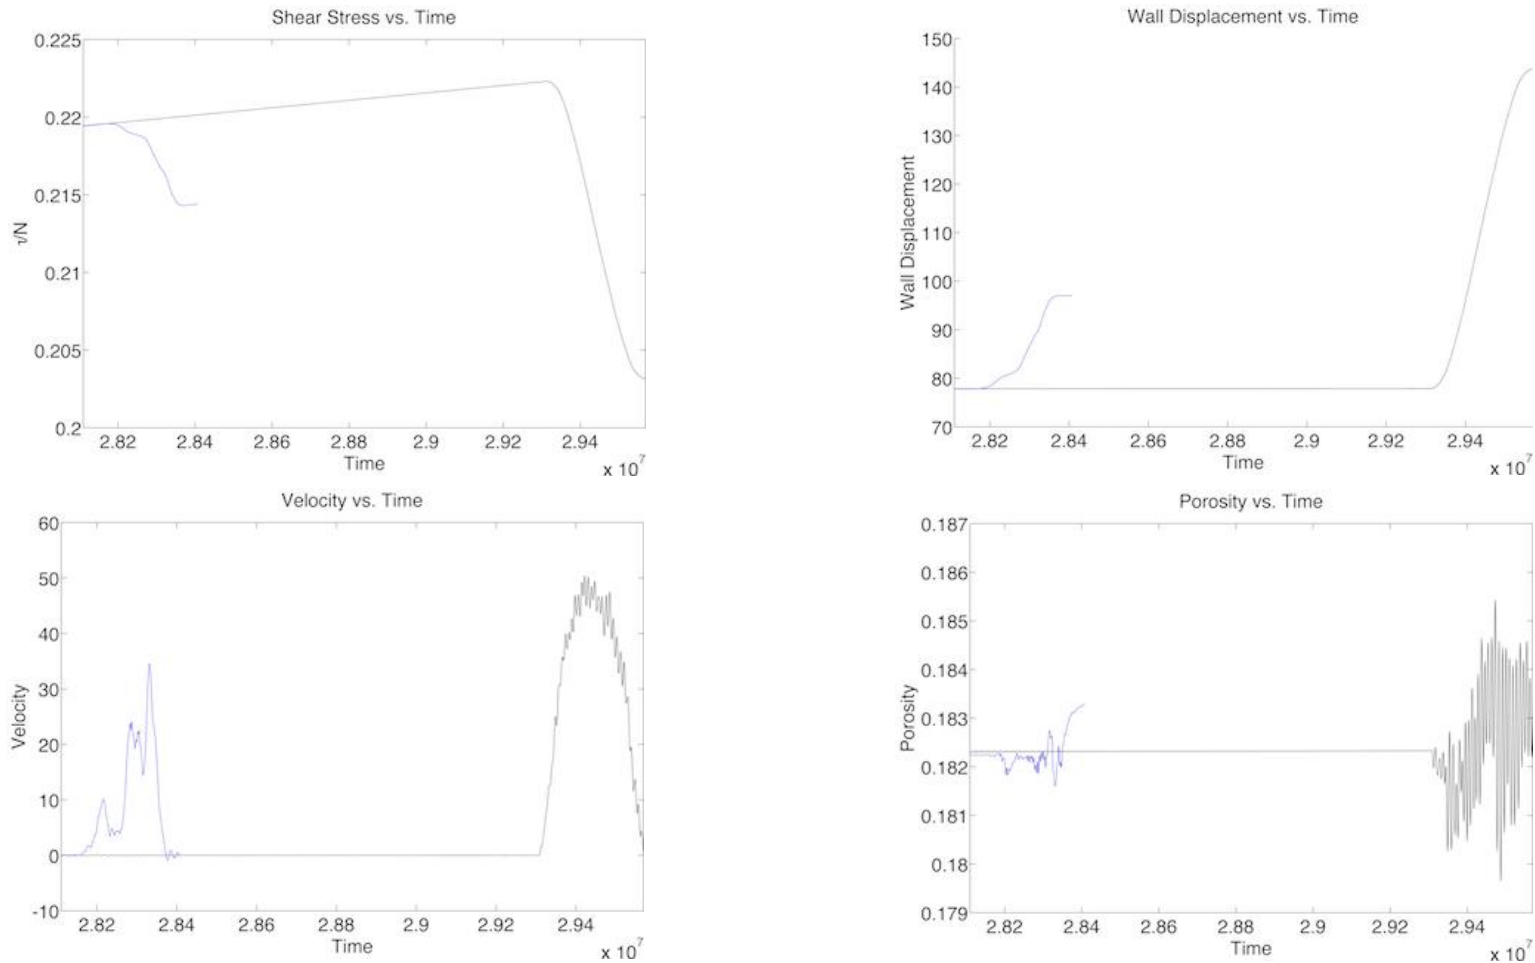 Shear Stress vs. Time
0.225
0.22
0.215
0.21
0.205
0.2
τ/N
2.82 2.84 2.86 2.88 2.9 2.92 2.94
Time
x 10^7
Wall Displacement vs. Time
150
140
130
120
110
100
90
80
70
Wall Displacement
2.82 2.84 2.86 2.88 2.9 2.92 2.94
Time
x 10^7
Velocity vs. Time
60
50
40
30
20
10
0
-10
Velocity
2.82 2.84 2.86 2.88 2.9 2.92 2.94
Time
x 10^7
Porosity vs. Time
0.187
0.186
0.185
0.184
0.183
0.182
0.181
0.18
0.179
Porosity
2.82 2.84 2.86 2.88 2.9 2.92 2.94
Time
x 10^7